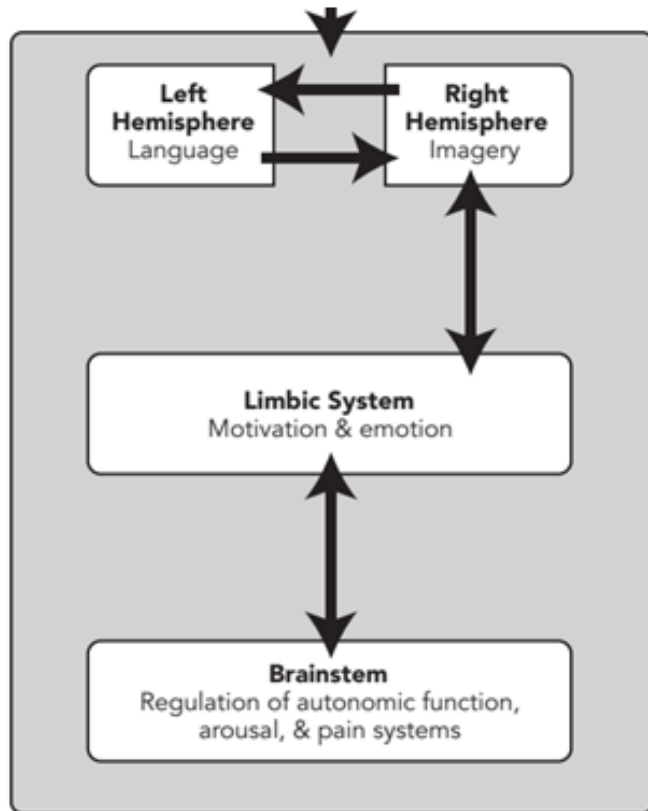 Left
Hemisphere
Language
Right
Hemisphere
Imagery
Limbic System
Motivation & emotion
Brainstem
Regulation of autonomic function,
arousal, & pain systems